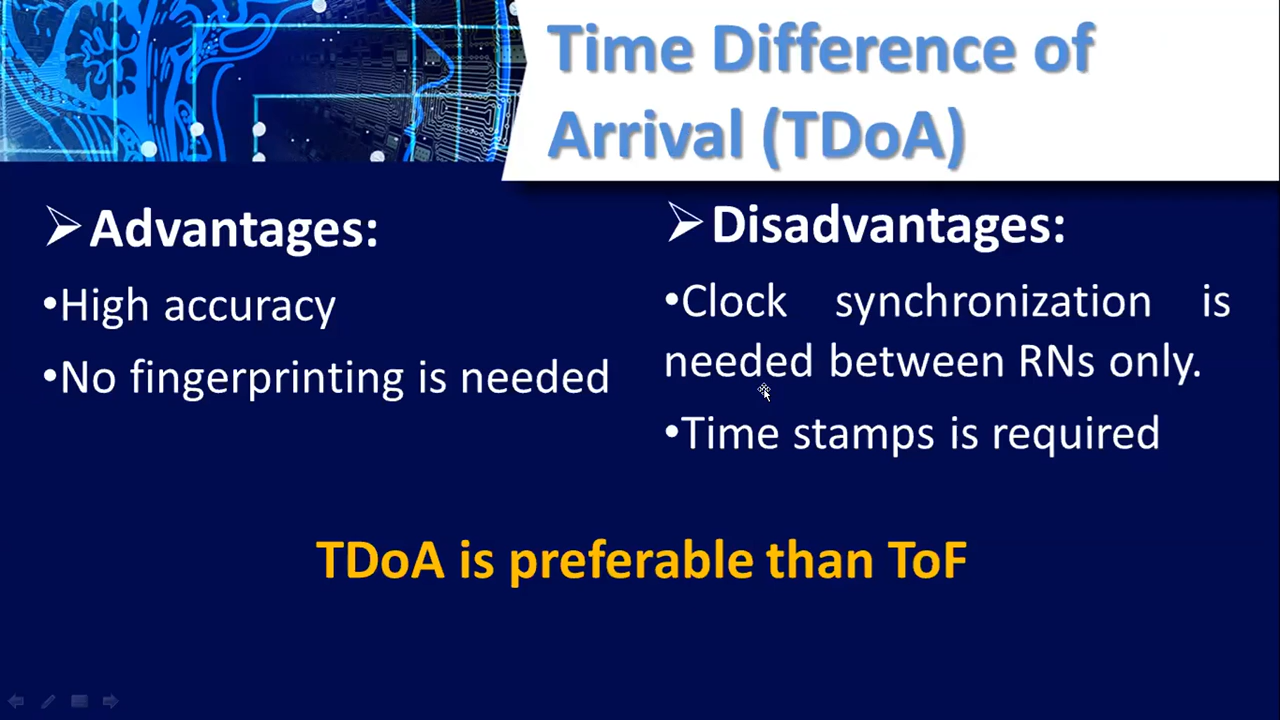 Time Difference of
Arrival (TDoA)
➢Advantages:
•High accuracy
•No fingerprinting is needed
➢Disadvantages:
•Clock synchronization is
needed between RNs only.
•Time stamps is required
TDoA is preferable than ToF